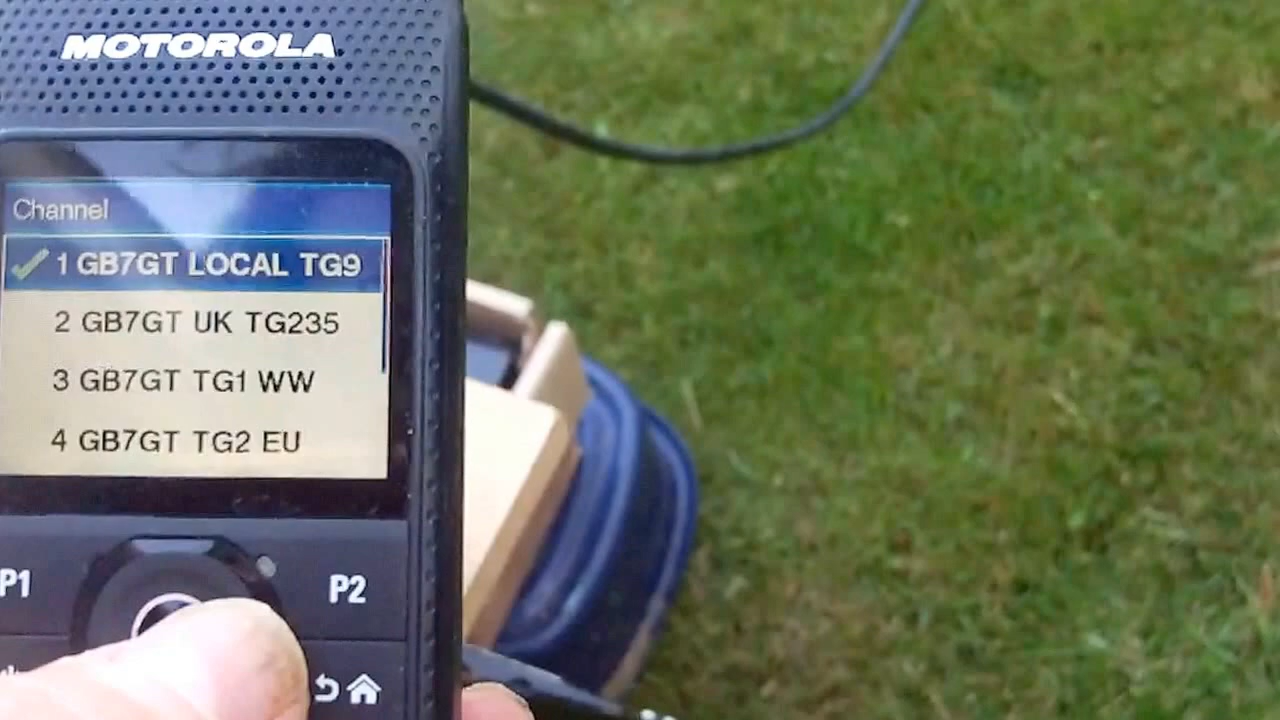 MOTOROLA
Channel
1 GB7GT LOCAL TG9
2 GB7GT UK TG235
3 GB7GT TG1 WW
4 GB7GT TG2 EU
P1
P2